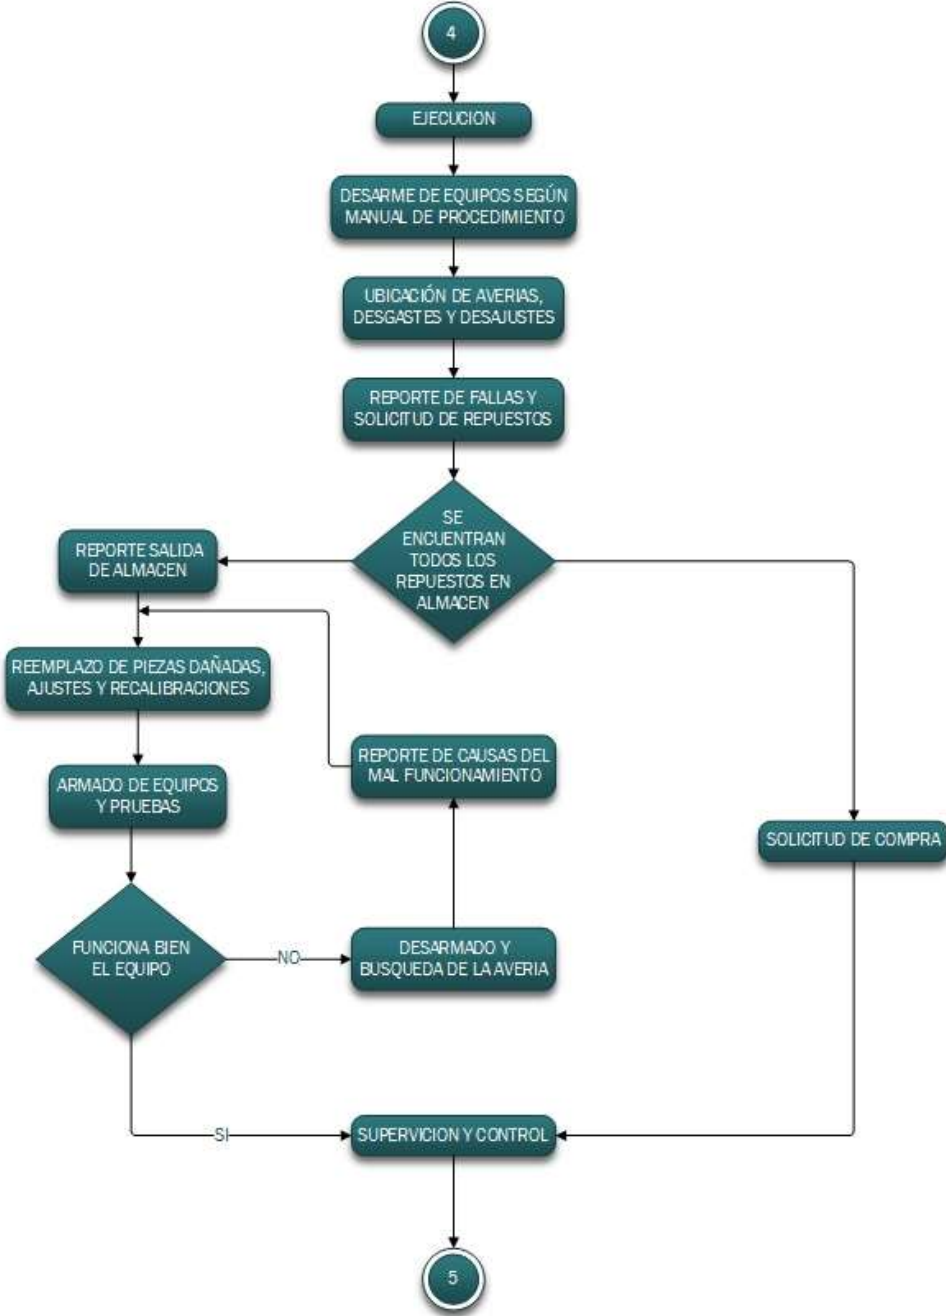 4
EJECUCION
DESARME DE EQUIPOS SEGÚN
MANUAL DE PROCEDIMIENTO
UBICACIÓN DE AVERIAS,
DESGASTES Y DESAJUSTES
REPORTE DE FALLAS Y
SOLICITUD DE REPUESTOS
SE
ENCUENTRAN
TODOS LOS
REPUESTOS EN
ALMACEN
REPORTE SALIDA
DE ALMACEN
REEMPLAZO DE PIEZAS DAÑADAS,
AJUSTES Y RECALIBRACIONES
REPORTE DE CAUSAS DEL
MAL FUNCIONAMIENTO
ARMADO DE EQUIPOS
Y PRUEBAS
SOLICITUD DE COMPRA
FUNCIONA BIEN
EL EQUIPO
NO
DESARMADO Y
BUSQUEDA DE LA AVERIA
SI
SUPERVICION Y CONTROL
5